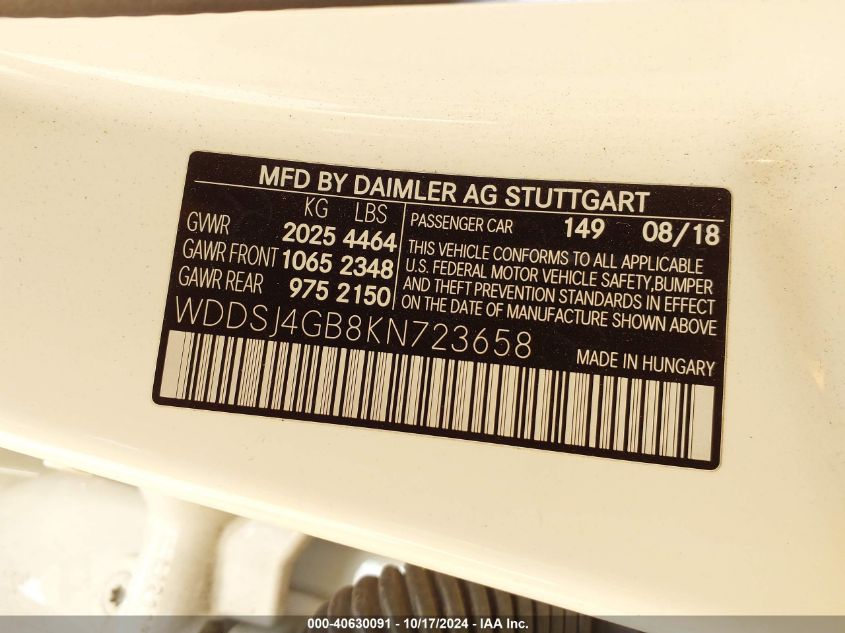 MFD BY DAIMLER AG STUTTGART
KG LBS
GVWR 2025 4464
GAWR FRONT 1065 2348
GAWR REAR 975 2150
PASSENGER CAR 149 08/18
THIS VEHICLE CONFORMS TO ALL APPLICABLE
U.S. FEDERAL MOTOR VEHICLE SAFETY,BUMPER
AND THEFT PREVENTION STANDARDS IN EFFECT
ON THE DATE OF MANUFACTURE SHOWN ABOVE
WDDSJ4GB8KN723658
MADE IN HUNGARY
000-40630091 - 10/17/2024 - IAA Inc.